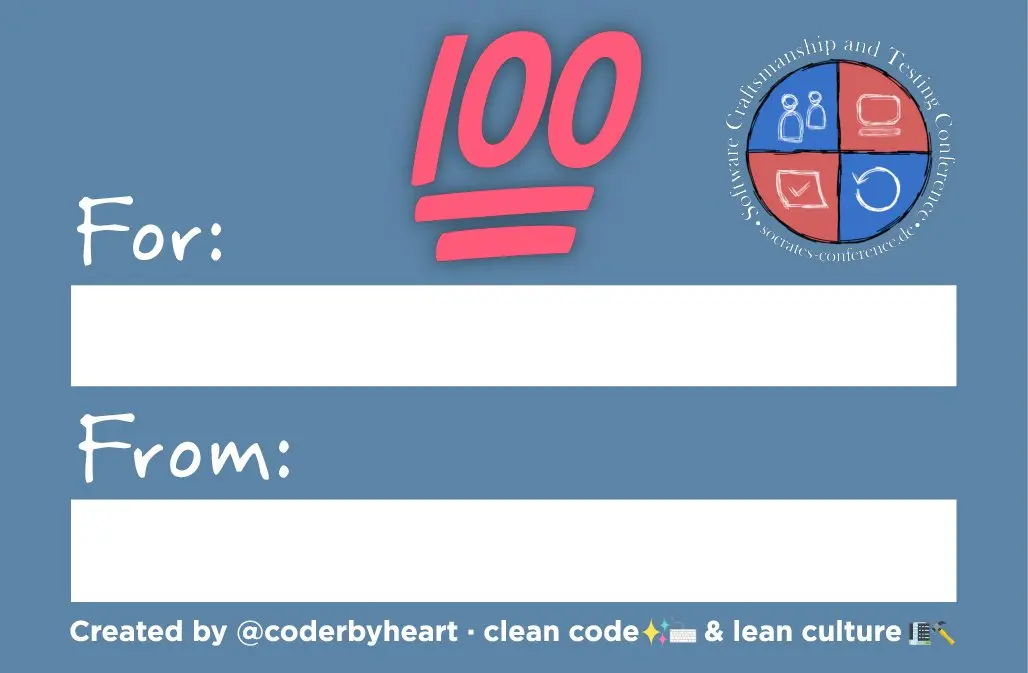 100
Software Craftsmanship and Testing Conference
• socrates-conference.de •
For:
From:
Created by @coderbyheart · clean code✨⌨️ & lean culture